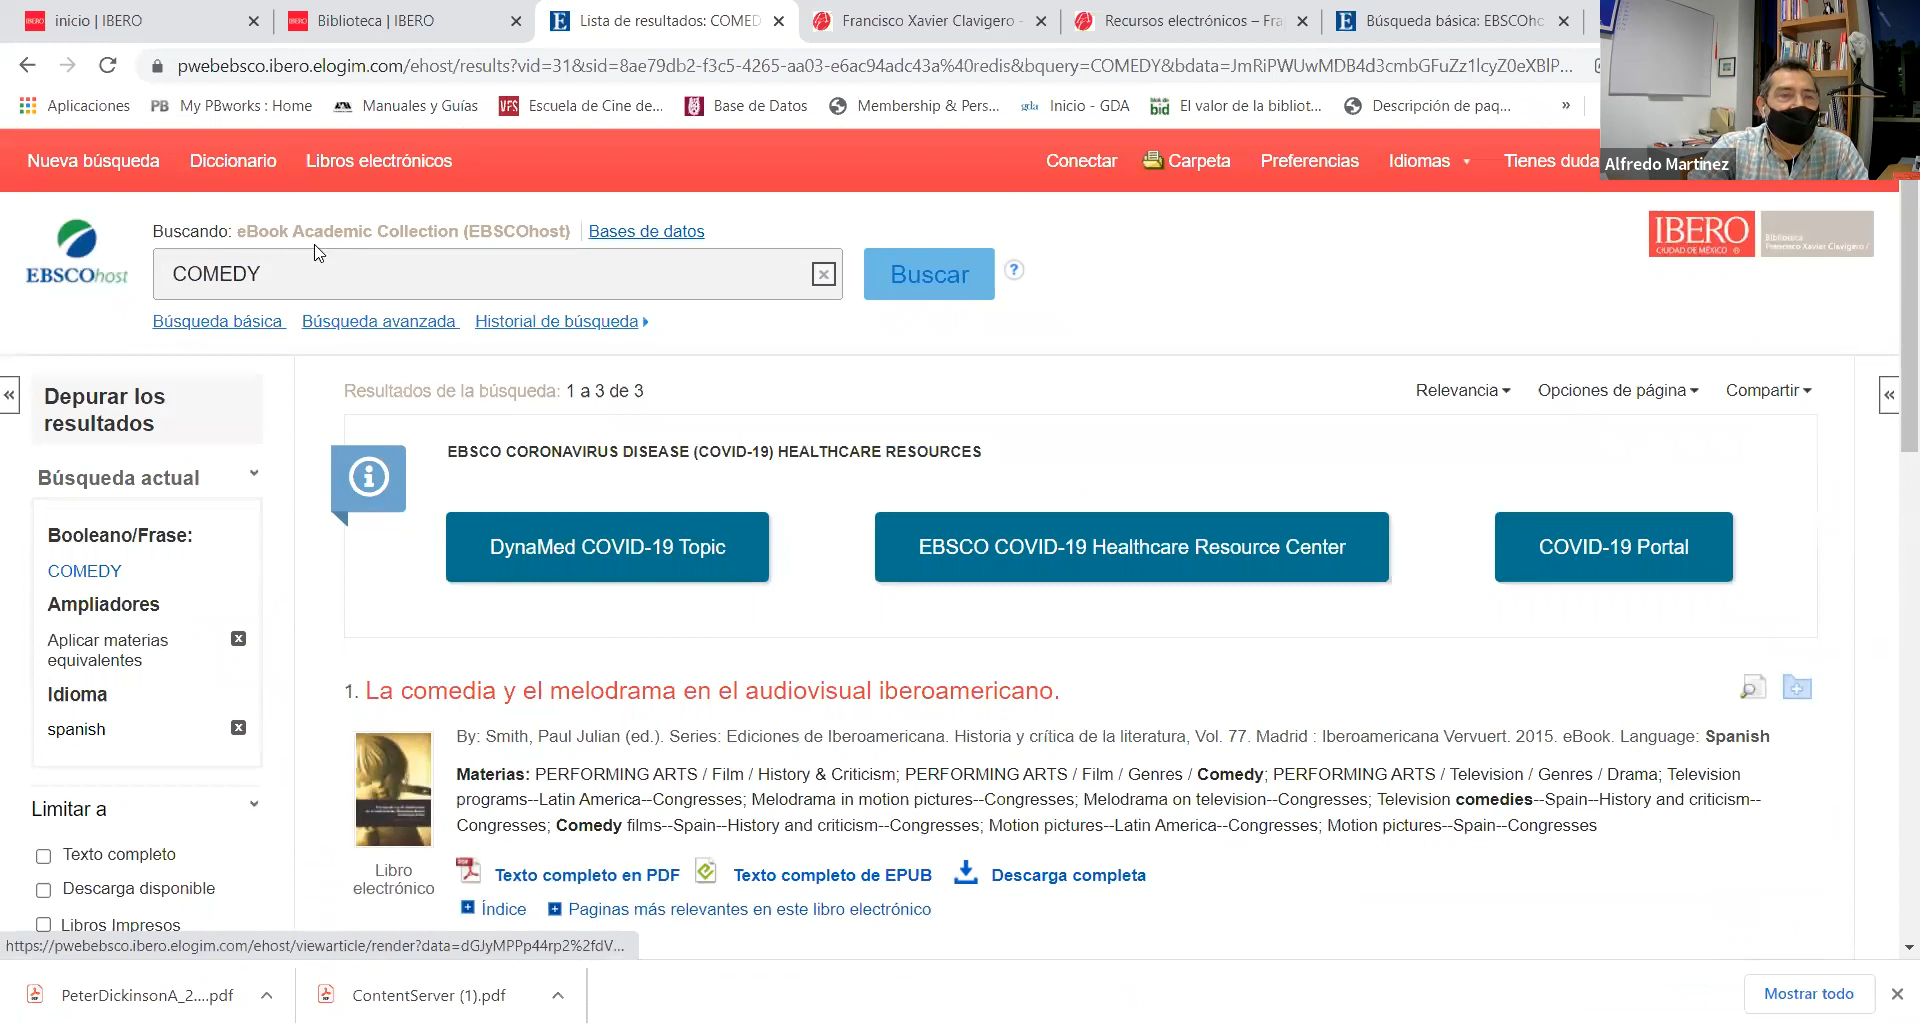 inicio | IBERO
Biblioteca | IBERO
Lista de resultados: COMED
Francisco Xavier Clavigero -
Recursos electrónicos – Fra
Búsqueda básica: EBSCOhc
pwebebsco.ibero.elogim.com/ehost/results?vid=31&sid=8ae79db2-f3c5-4265-aa03-e6ac94adc43a%40redis&bquery=COMEDY&bdata=JmRiPWUwMDB4d3cmbGFuZz1lcyZ0eXBlP...
Aplicaciones
PB My PBworks : Home
Manuales y Guías
VFS Escuela de Cine de...
Base de Datos
Membership & Pers...
gda Inicio - GDA
bid El valor de la bibliot...
Descripción de paq...
»
Nueva búsqueda Diccionario Libros electrónicos
Conectar Carpeta Preferencias Idiomas Tienes duda
Alfredo Martinez
Buscando: eBook Academic Collection (EBSCOhost) Bases de datos
EBSCOhost
COMEDY
Buscar
?
IBERO
CIUDAD DE MÉXICO ®
Biblioteca
Francisco Xavier Clavigero /
Búsqueda básica Búsqueda avanzada Historial de búsqueda
Depurar los
resultados
Búsqueda actual
Booleano/Frase:
COMEDY
Ampliadores
Aplicar materias
equivalentes
Idioma
spanish
Limitar a
Texto completo
Descarga disponible
Libros Impresos
Resultados de la búsqueda: 1 a 3 de 3
Relevancia Opciones de página Compartir
EBSCO CORONAVIRUS DISEASE (COVID-19) HEALTHCARE RESOURCES
DynaMed COVID-19 Topic
EBSCO COVID-19 Healthcare Resource Center
COVID-19 Portal
1. La comedia y el melodrama en el audiovisual iberoamericano.
By: Smith, Paul Julian (ed.). Series: Ediciones de Iberoamericana. Historia y crítica de la literatura, Vol. 77. Madrid : Iberoamericana Vervuert. 2015. eBook. Language: Spanish
Materias: PERFORMING ARTS / Film / History & Criticism; PERFORMING ARTS / Film / Genres / Comedy; PERFORMING ARTS / Television / Genres / Drama; Television
programs--Latin America--Congresses; Melodrama in motion pictures--Congresses; Melodrama on television--Congresses; Television comedies--Spain--History and criticism--
Congresses; Comedy films--Spain--History and criticism--Congresses; Motion pictures--Latin America--Congresses; Motion pictures--Spain--Congresses
Libro
electrónico
Texto completo en PDF Texto completo de EPUB Descarga completa
Índice Paginas más relevantes en este libro electrónico
https://pwebebsco.ibero.elogim.com/ehost/viewarticle/render?data=dGJyMPPp44rp2%2fdV...
PeterDickinsonA_2....pdf
ContentServer (1).pdf
Mostrar todo